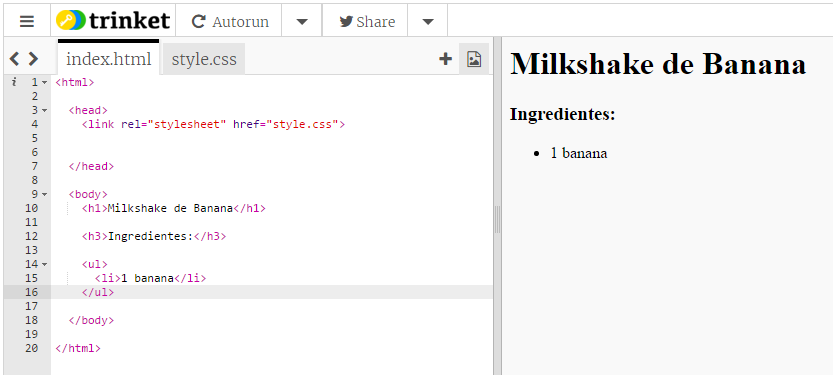 trinket Autorun Share
index.html style.css
i 1 <html>
2
3 <head>
4 <link rel="stylesheet" href="style.css">
5
6
7 </head>
8
9 <body>
10 <h1>Milkshake de Banana</h1>
11
12 <h3>Ingredientes:</h3>
13
14 <ul>
15 <li>1 banana</li>
16 </ul>
17
18 </body>
19
20 </html>
Milkshake de Banana
Ingredientes:
• 1 banana